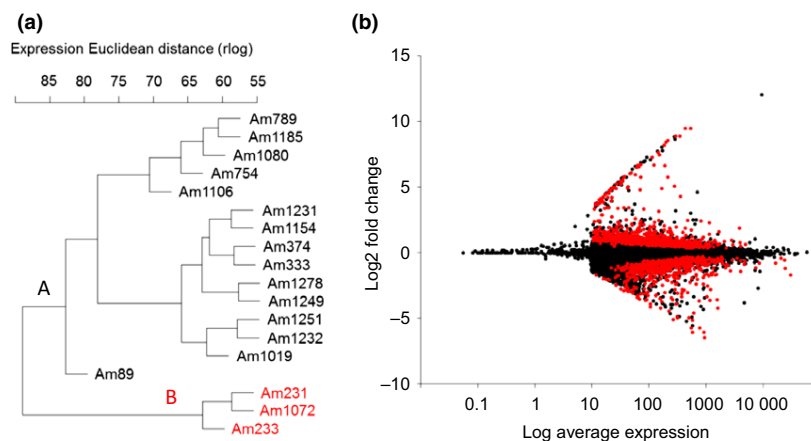 (a)
Expression Euclidean distance (rlog)
85 80 75 70 65 60 55
Am789
Am1185
Am1080
Am754
Am1106
Am1231
Am1154
Am374
Am333
Am1278
Am1249
Am1251
Am1232
Am1019
A
Am89
B
Am231
Am1072
Am233
(b)
Log2 fold change
15
10
5
0
–5
–10
0.1 1 10 100 1000 10 000
Log average expression